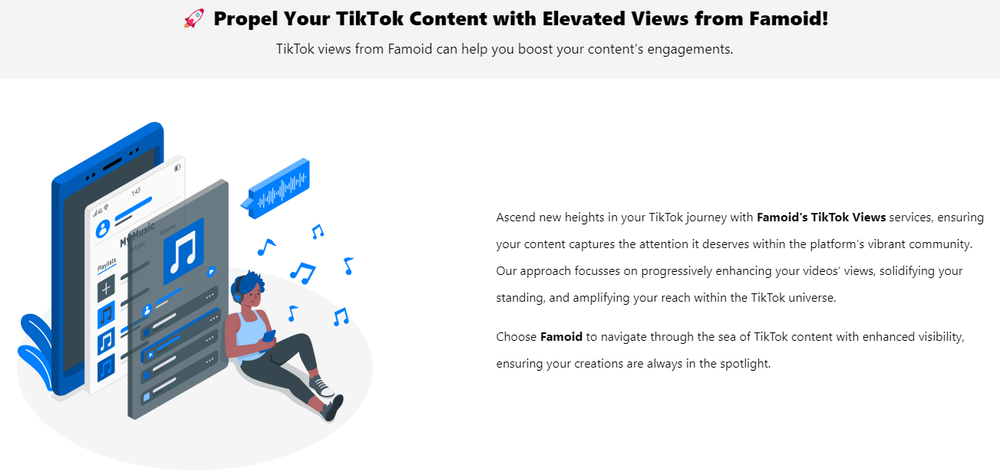 🚀 Propel Your TikTok Content with Elevated Views from Famoid!
TikTok views from Famoid can help you boost your content's engagements.
4G
1:43
My Music
Playlists
Artists
Albums
Ascend new heights in your TikTok journey with Famoid's TikTok Views services, ensuring
your content captures the attention it deserves within the platform's vibrant community.
Our approach focusses on progressively enhancing your videos' views, solidifying your
standing, and amplifying your reach within the TikTok universe.
Choose Famoid to navigate through the sea of TikTok content with enhanced visibility,
ensuring your creations are always in the spotlight.